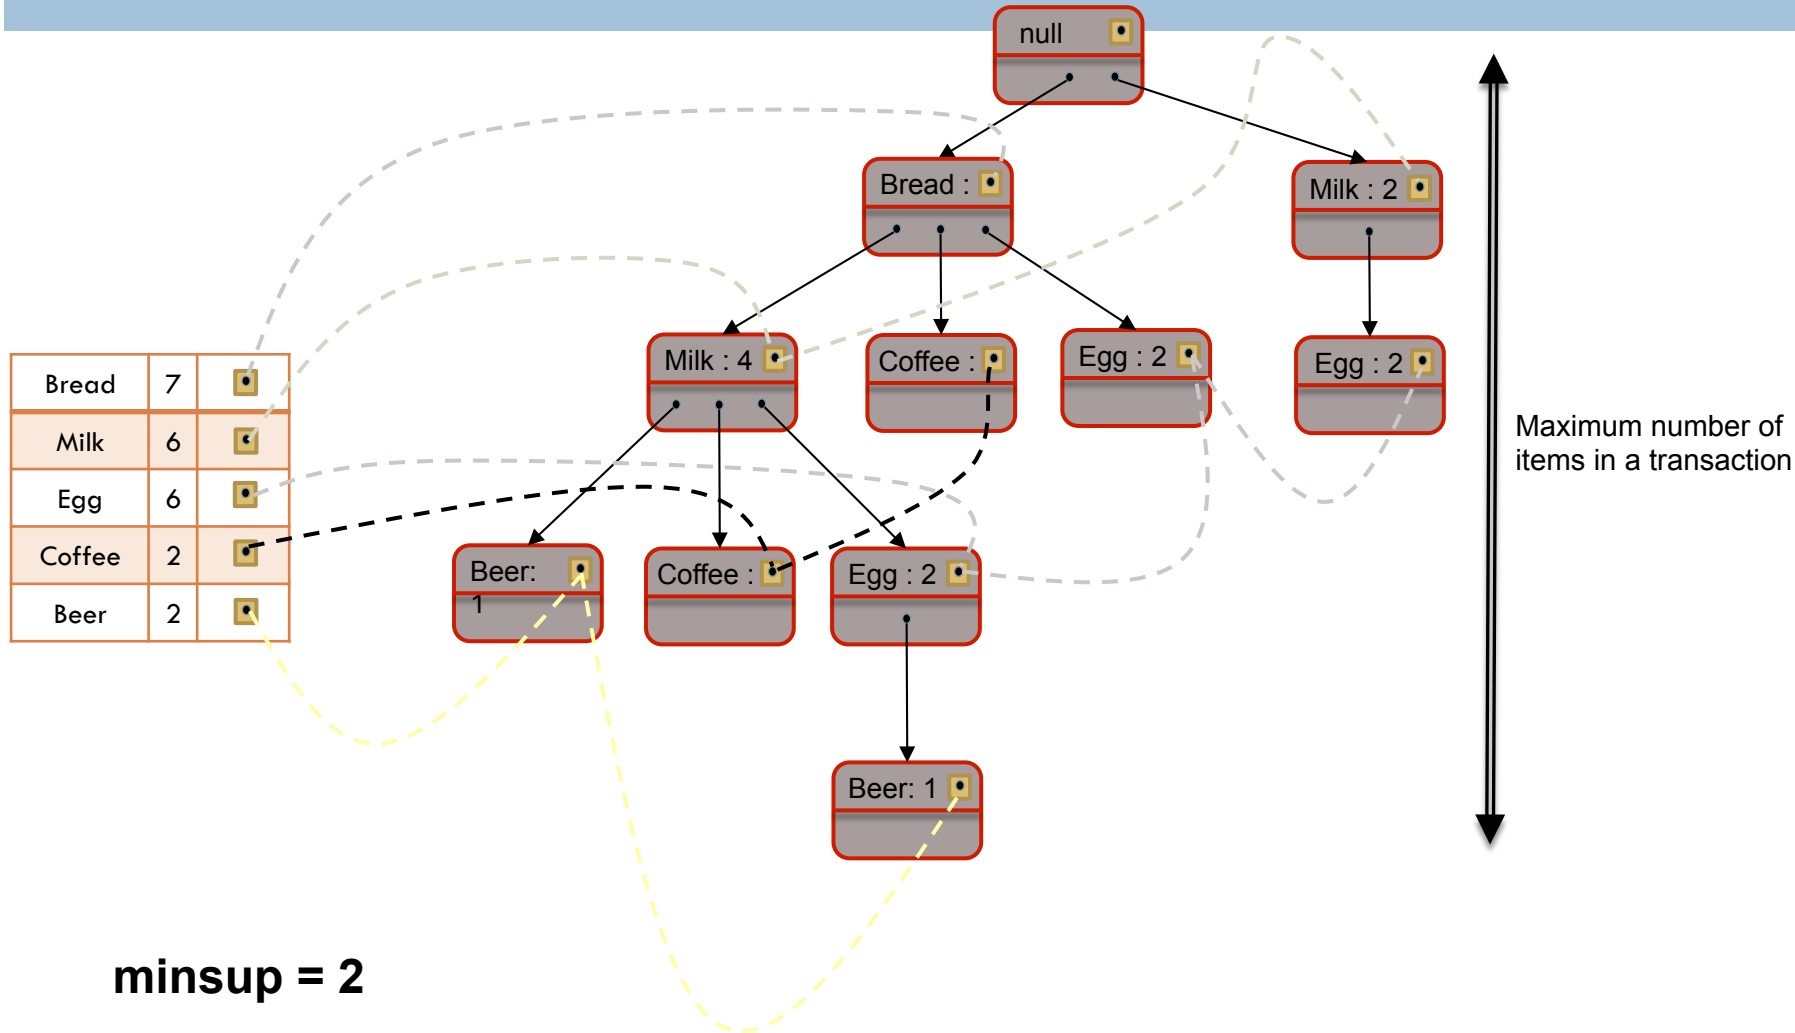 null
Bread :
Milk : 2
Milk : 4
Coffee :
Egg : 2
Egg : 2
Bread 7
Milk 6
Egg 6
Coffee 2
Beer 2
Maximum number of
items in a transaction
Beer:
1
Coffee :
Egg : 2
Beer: 1
minsup = 2